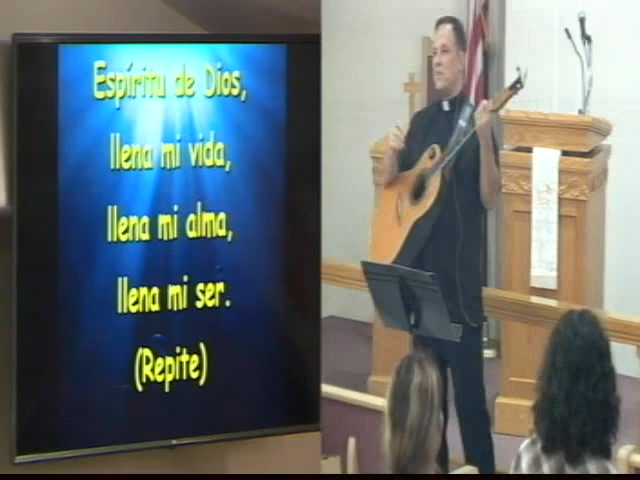 Espíritu de Dios,
llena mi vida,
llena mi alma,
llena mi ser.
(Repite)